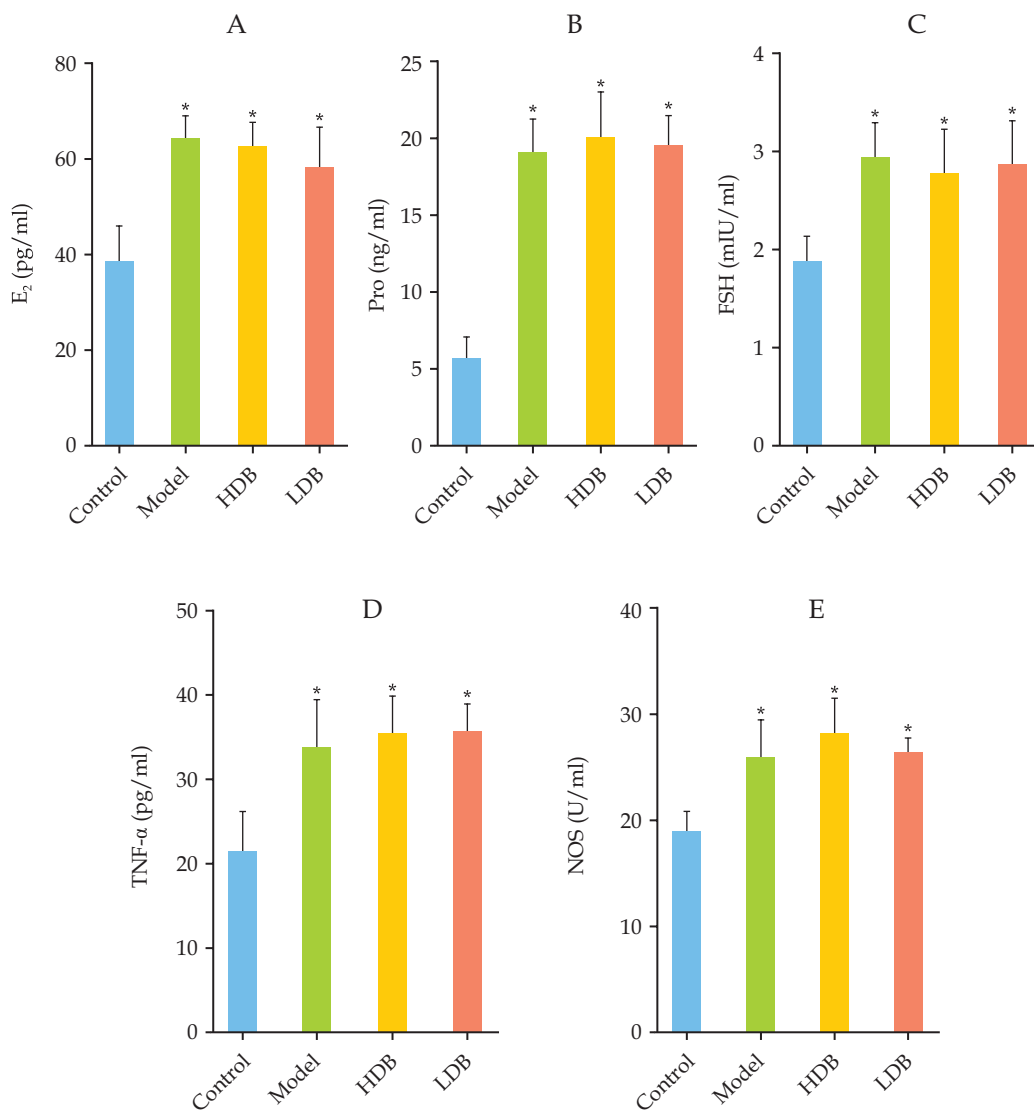 A
E₂ (pg/ml)
80
60
40
20
0
*
*
*
Control
Model
HDB
LDB
B
Pro (ng/ml)
25
20
15
10
5
0
*
*
*
Control
Model
HDB
LDB
C
FSH (mIU/ml)
4
3
2
1
0
*
*
*
Control
Model
HDB
LDB
D
TNF-α (pg/ml)
50
40
30
20
10
0
*
*
*
Control
Model
HDB
LDB
E
NOS (U/ml)
40
30
20
10
0
*
*
*
Control
Model
HDB
LDB